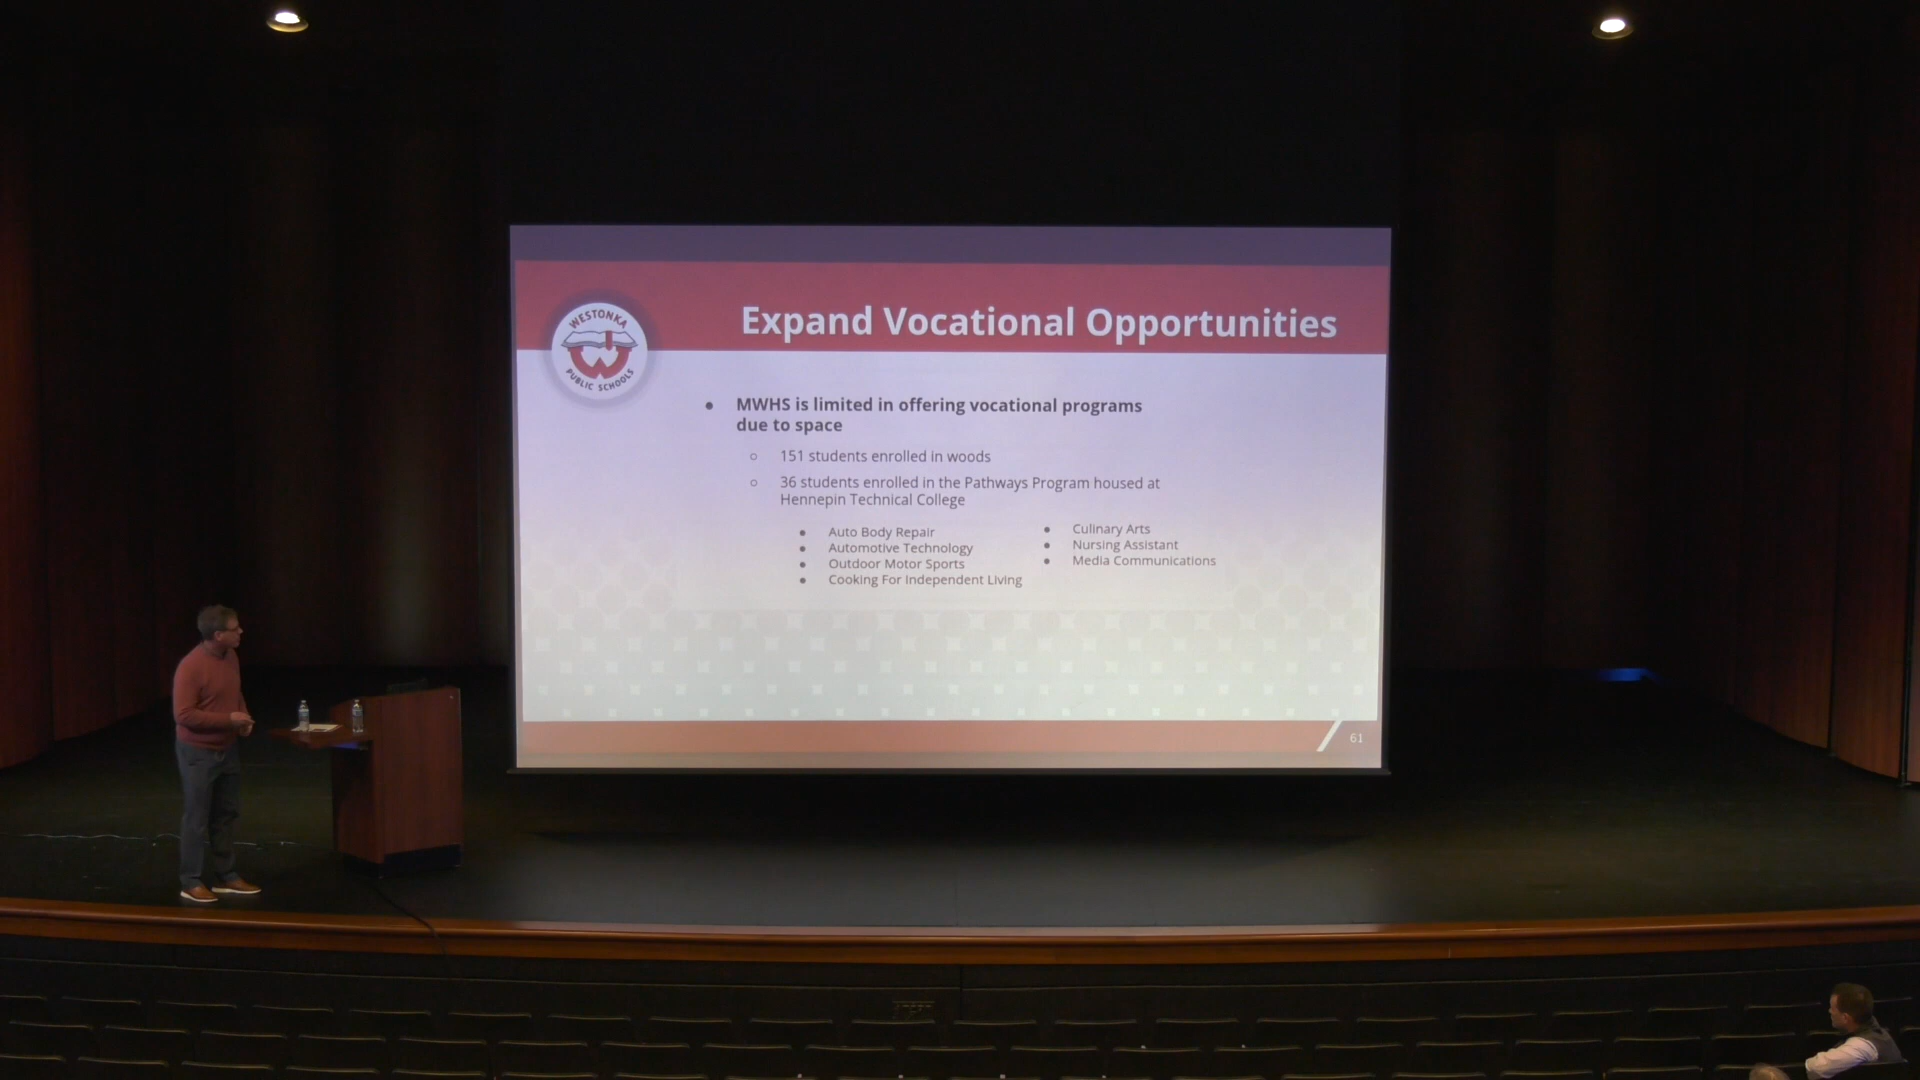 WESTONKA
PUBLIC SCHOOLS
Expand Vocational Opportunities
MWHS is limited in offering vocational programs
due to space
151 students enrolled in woods
36 students enrolled in the Pathways Program housed at
Hennepin Technical College
Auto Body Repair
Automotive Technology
Outdoor Motor Sports
Cooking For Independent Living
Culinary Arts
Nursing Assistant
Media Communications
61